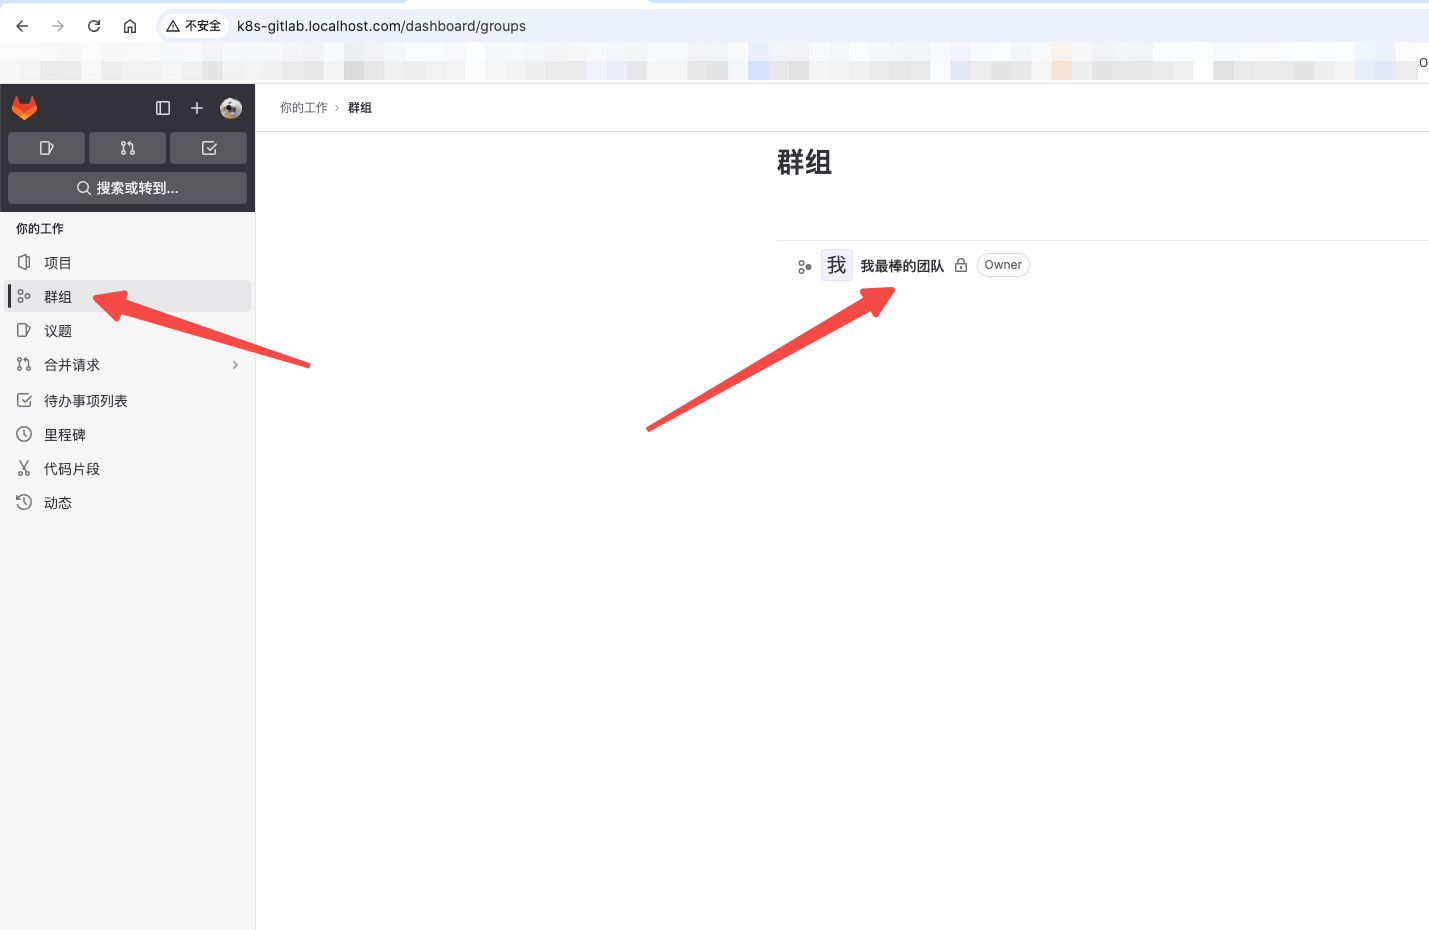 不安全 k8s-gitlab.localhost.com/dashboard/groups
搜索或转到...
你的工作
项目
群组
议题
合并请求
待办事项列表
里程碑
代码片段
动态
你的工作 › 群组
群组
我 我最棒的团队 Owner